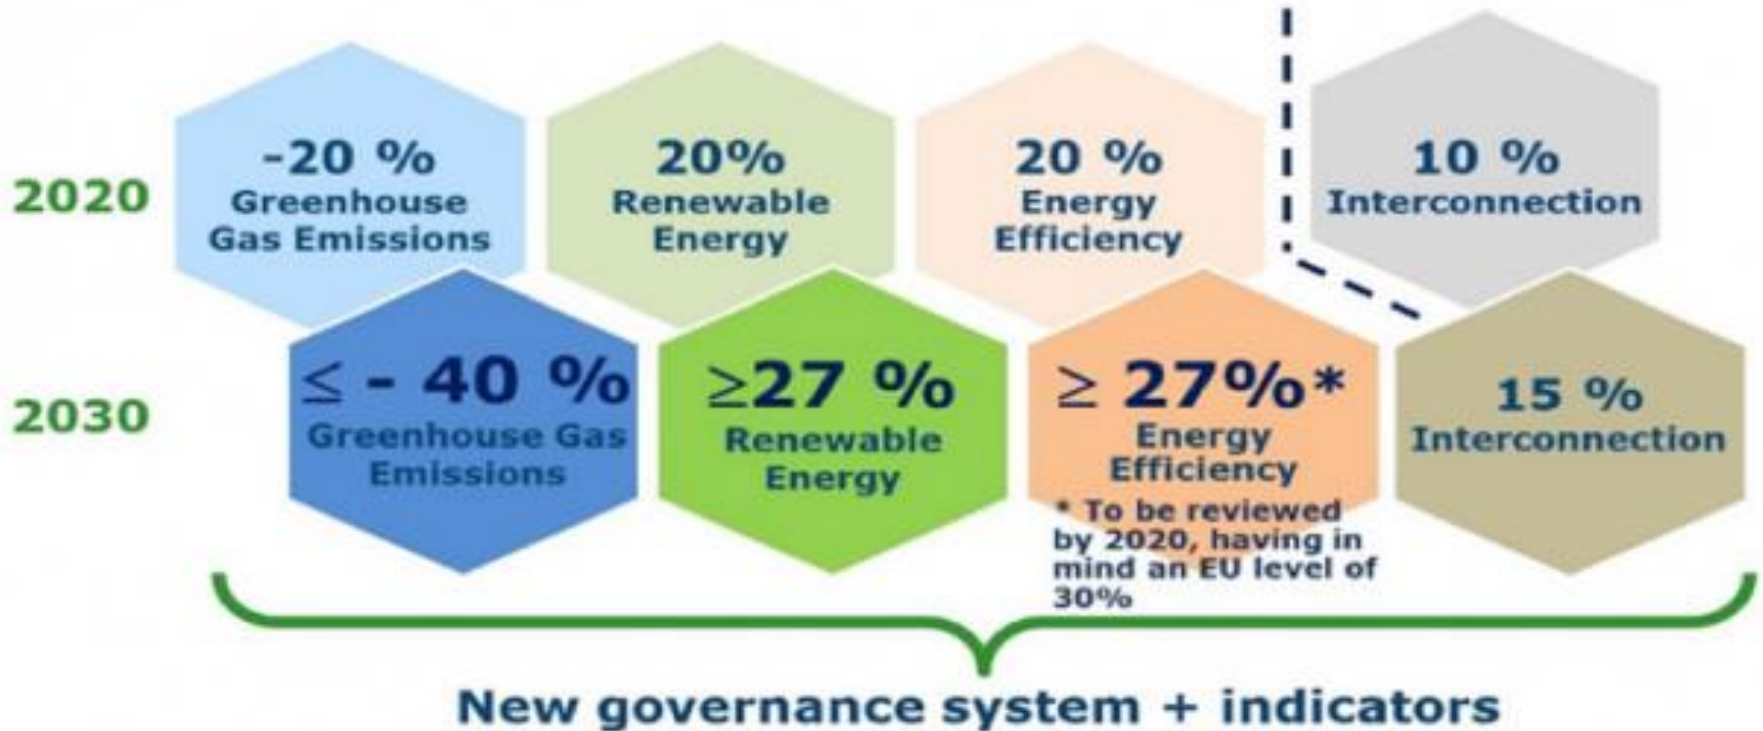 2020
-20 %
Greenhouse
Gas Emissions
20%
Renewable
Energy
20 %
Energy
Efficiency
10 %
Interconnection
2030
≤ - 40 %
Greenhouse Gas
Emissions
≥27 %
Renewable
Energy
≥ 27%*
Energy
Efficiency
* To be reviewed
by 2020, having in
mind an EU level of
30%
15 %
Interconnection
New governance system + indicators